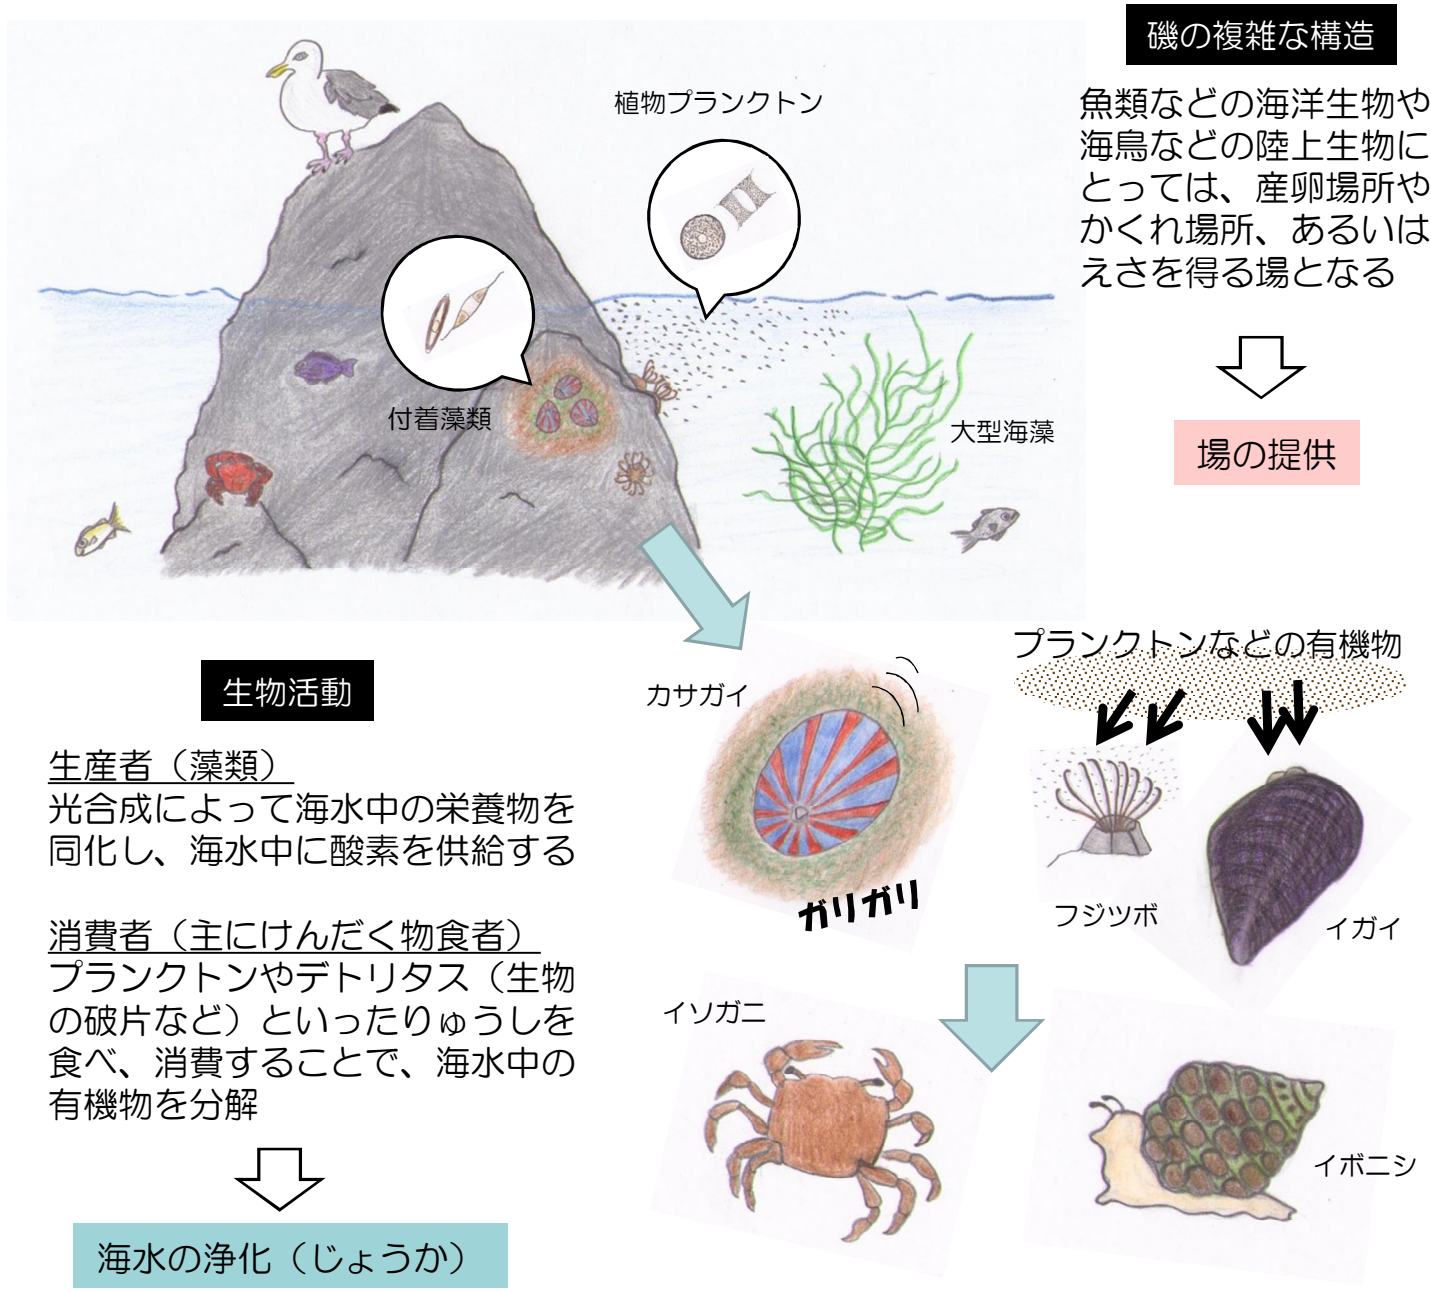 磯の複雑な構造
魚類などの海洋生物や
海鳥などの陸上生物に
とっては、産卵場所や
かくれ場所、あるいは
えさを得る場となる
場の提供
植物プランクトン
付着藻類
大型海藻
生物活動
生産者（藻類）
光合成によって海水中の栄養物を
同化し、海水中に酸素を供給する
消費者（主にけんだく物食者）
プランクトンやデトリタス（生物
の破片など）といったりゅうしを
食べ、消費することで、海水中の
有機物を分解
海水の浄化（じょうか）
カサガイ
ガリガリ
プランクトンなどの有機物
フジツボ
イガイ
イソガニ
イボニシ